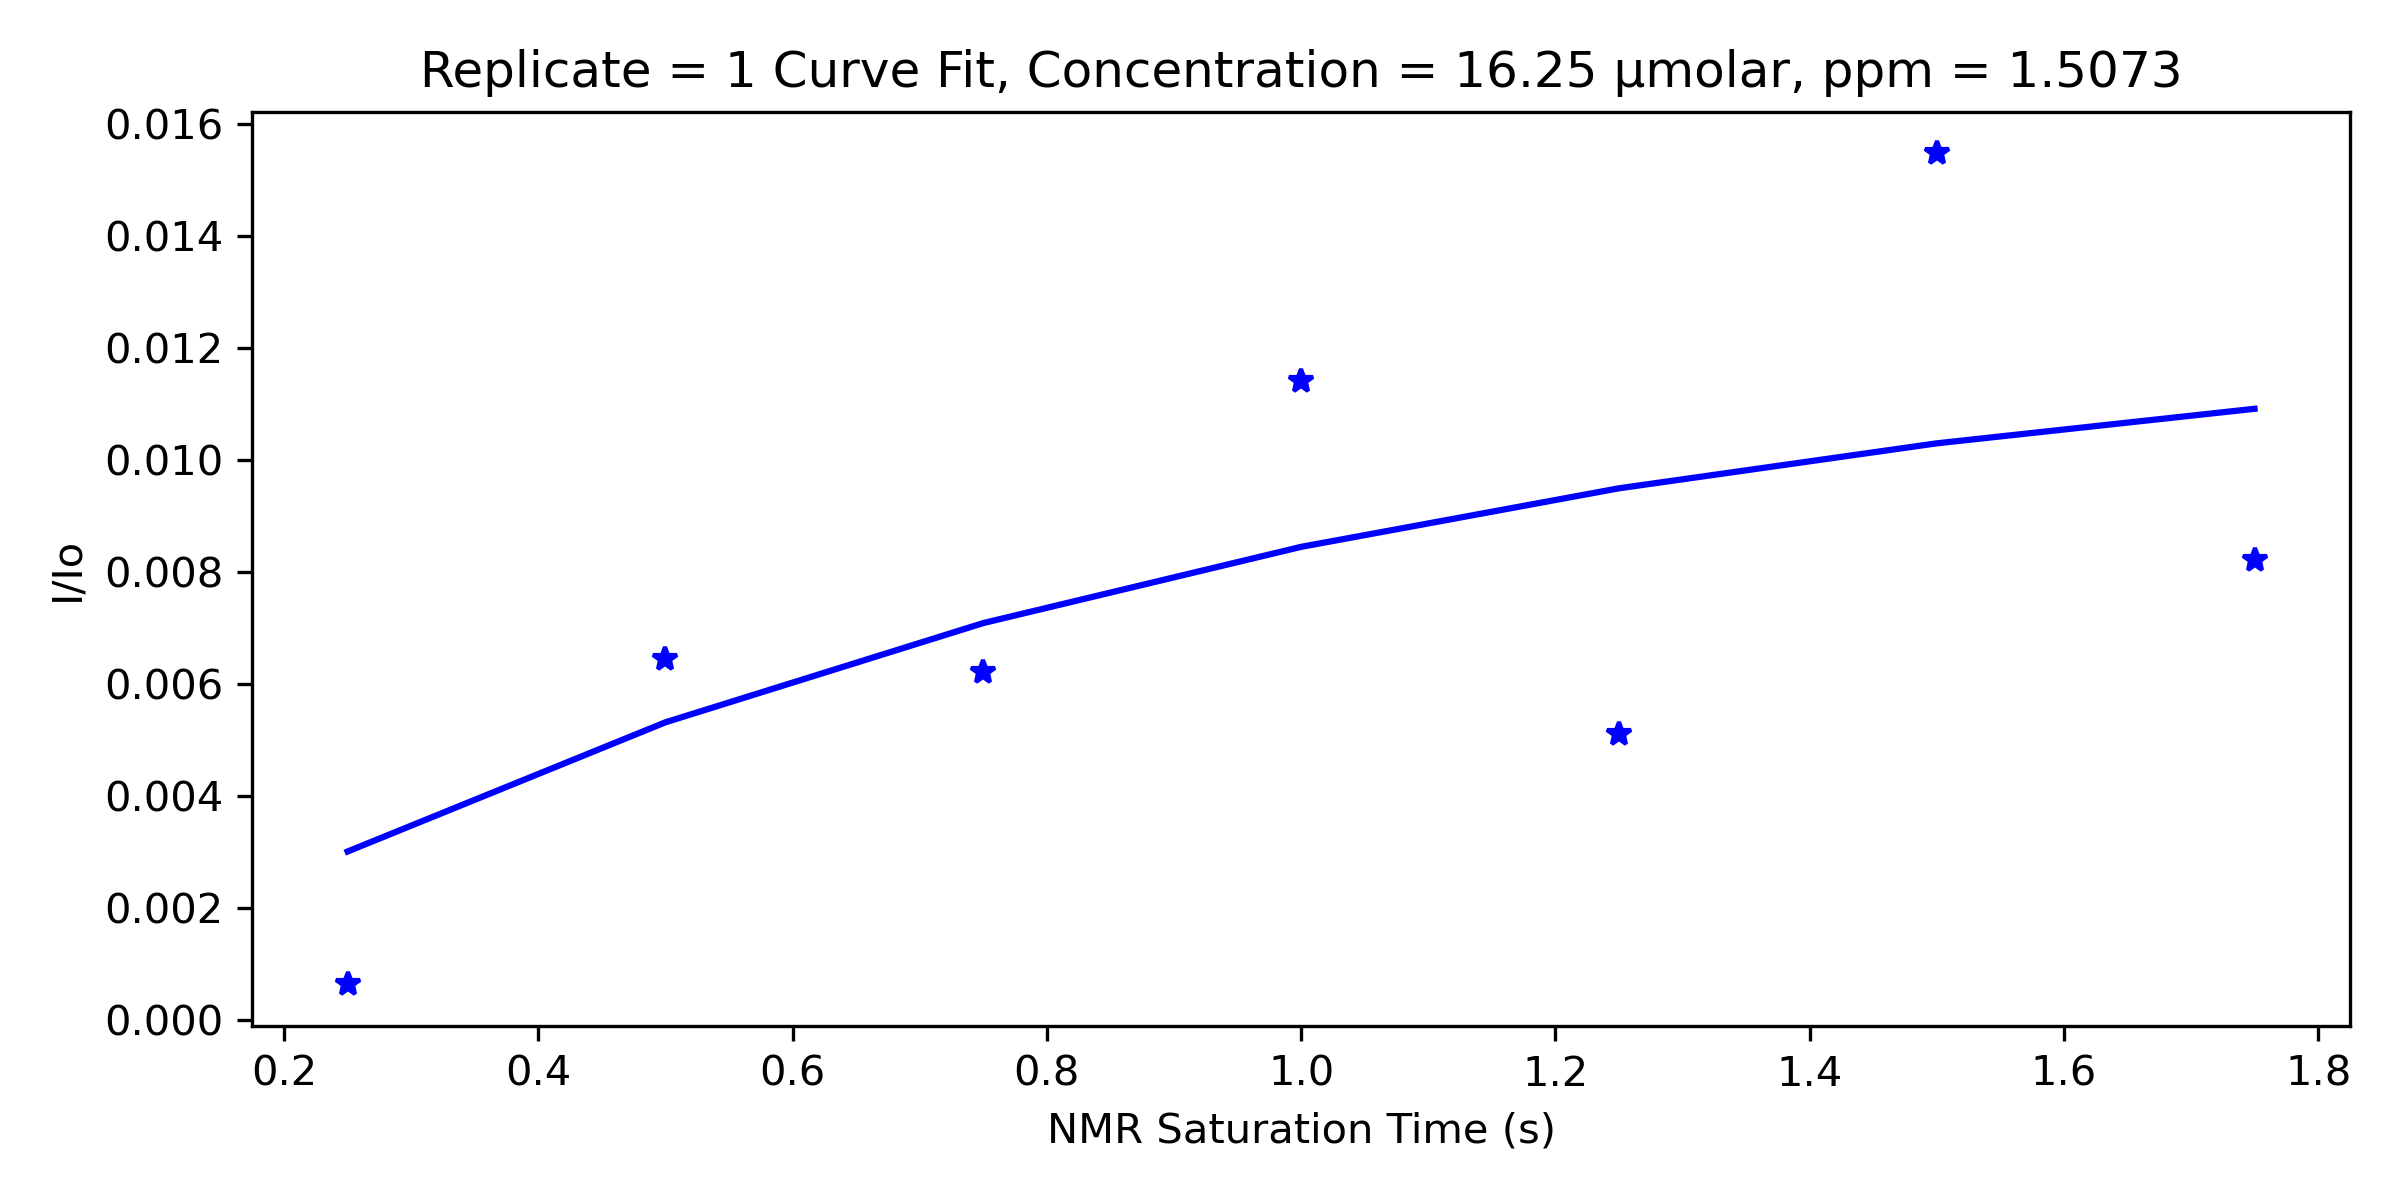 Replicate = 1 Curve Fit, Concentration = 16.25 μmolar, ppm = 1.5073
0.016
0.014
0.012
0.010
0.008
0.006
0.004
0.002
0.000
I/Io
0.2 0.4 0.6 0.8 1.0 1.2 1.4 1.6 1.8
NMR Saturation Time (s)